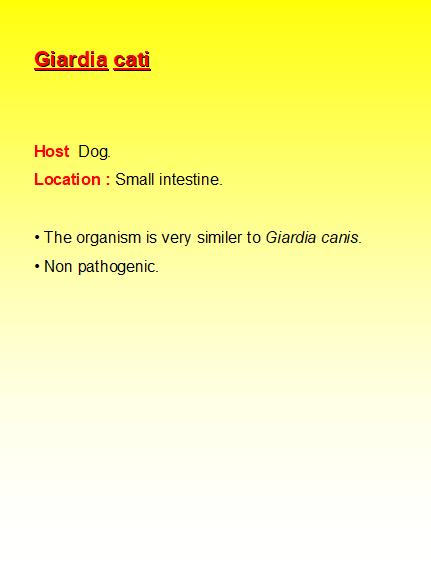 Giardia cati
Host Dog.
Location : Small intestine.
• The organism is very similer to Giardia canis.
• Non pathogenic.